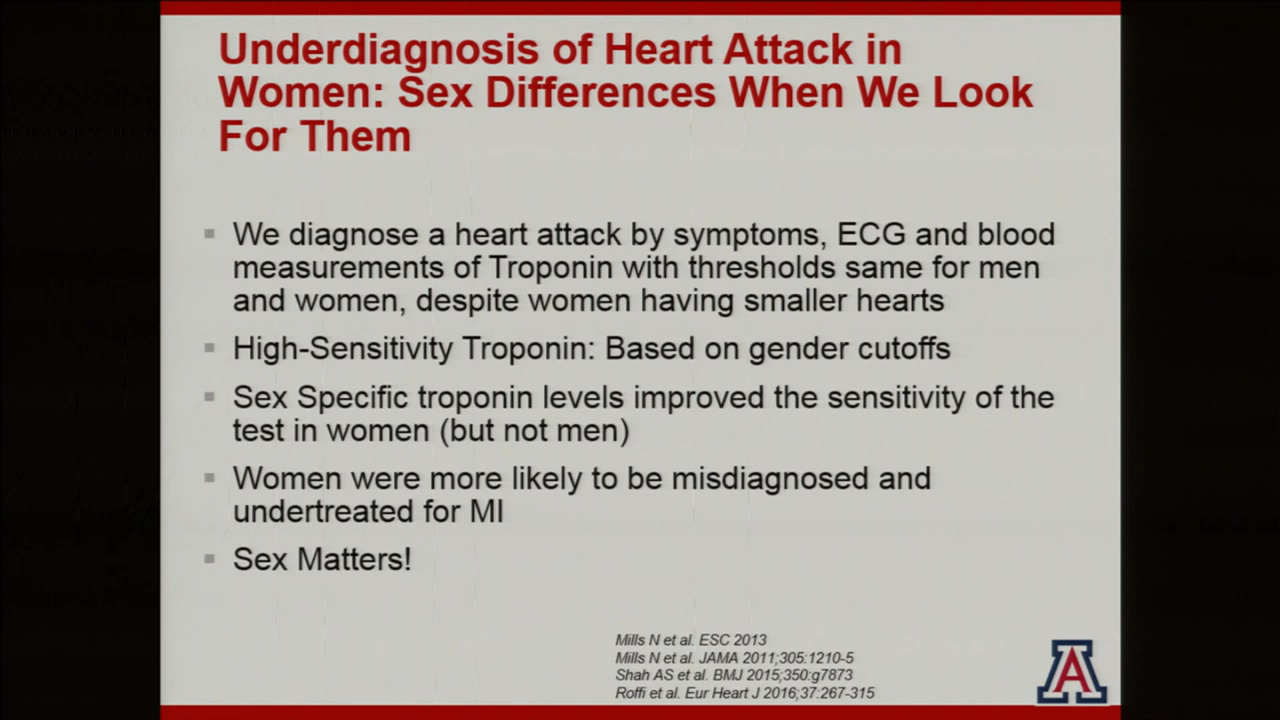 Underdiagnosis of Heart Attack in
Women: Sex Differences When We Look
For Them
We diagnose a heart attack by symptoms, ECG and blood
measurements of Troponin with thresholds same for men
and women, despite women having smaller hearts
High-Sensitivity Troponin: Based on gender cutoffs
Sex Specific troponin levels improved the sensitivity of the
test in women (but not men)
Women were more likely to be misdiagnosed and
undertreated for MI
Sex Matters!
Mills N et al. ESC 2013
Mills N et al. JAMA 2011;305:1210-5
Shah AS et al. BMJ 2015;350:g7873
Roffi et al. Eur Heart J 2016;37:267-315
A